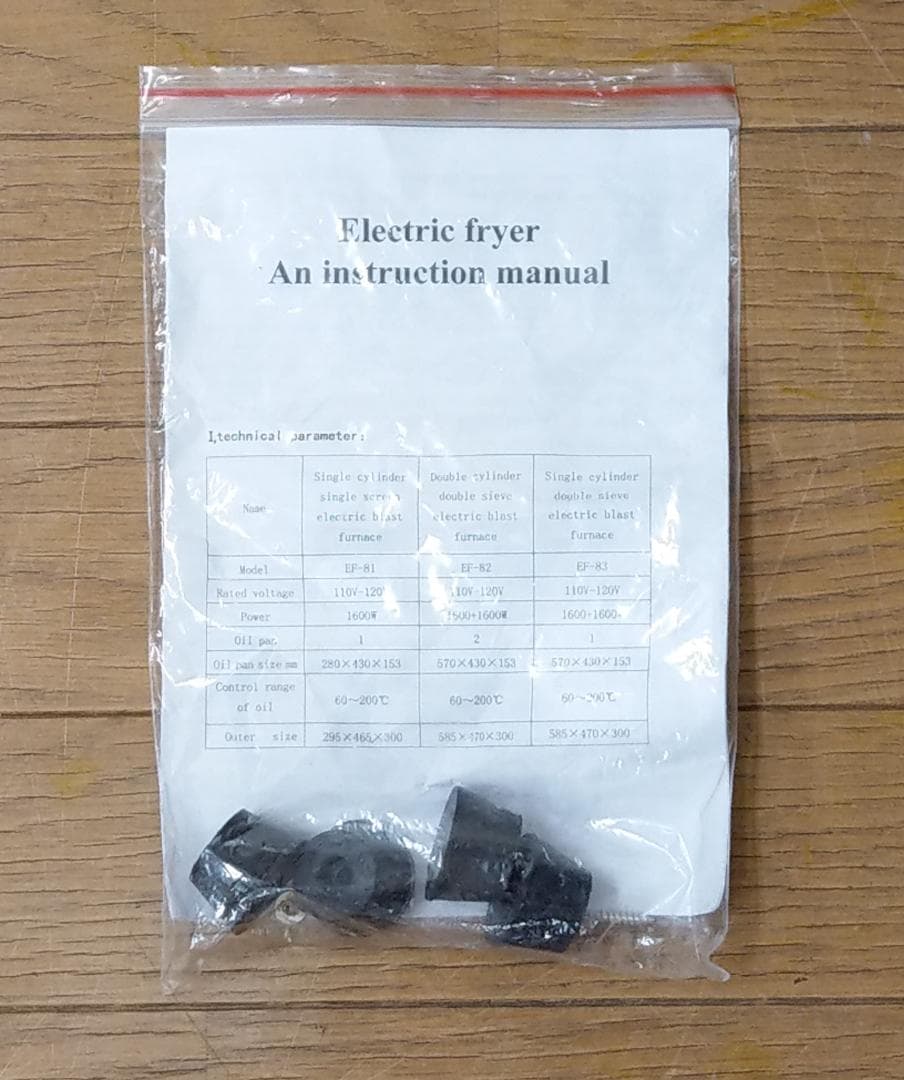 Electric fryer
An instruction manual
I,technical parameter:
Name
Single cylinder single screen electric blast furnace
Double cylinder double sieve electric blast furnace
Single cylinder double sieve electric blast furnace
Model EF-81 EF-82 EF-83
Rated voltage 110V-120V 110V-120V 110V-120V
Power 1600W 1600+1600W 1600+1600
Oil pan 1 2 1
Oil pan size mm 280×430×153 570×430×153 570×430×153
Control range of oil 60～200℃ 60～200℃ 60～200℃
Outer size 295×465×300 585×470×300 585×470×300